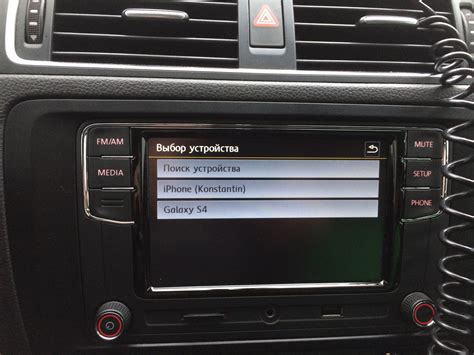 FM/AM
MEDIA
Выбор устройства
Поиск устройства
iPhone (Konstantin)
Galaxy S4
MUTE
SETUP
PHONE